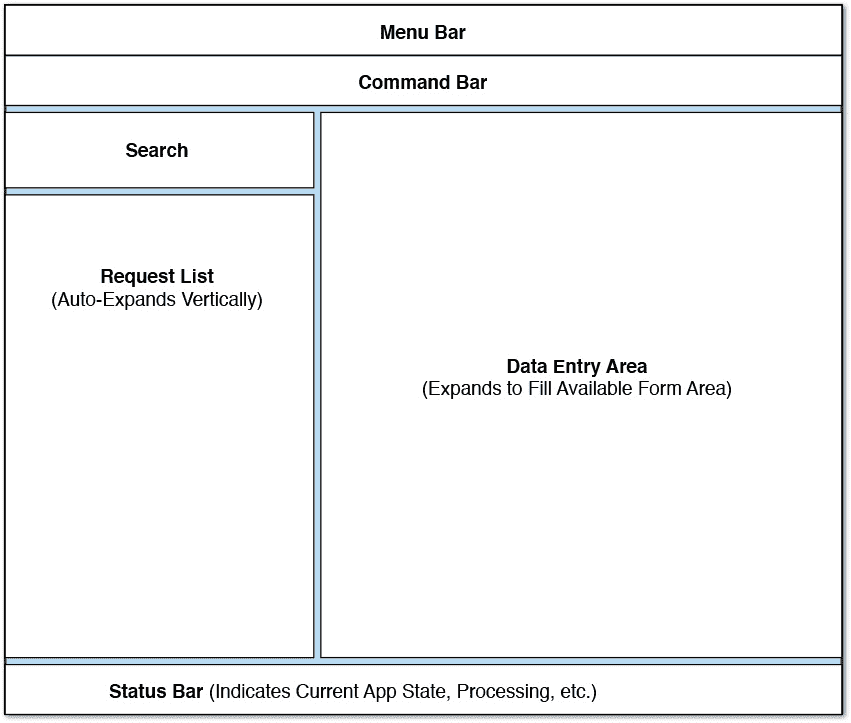 Menu Bar
Command Bar
Search
Request List
(Auto-Expands Vertically)
Data Entry Area
(Expands to Fill Available Form Area)
Status Bar (Indicates Current App State, Processing, etc.)